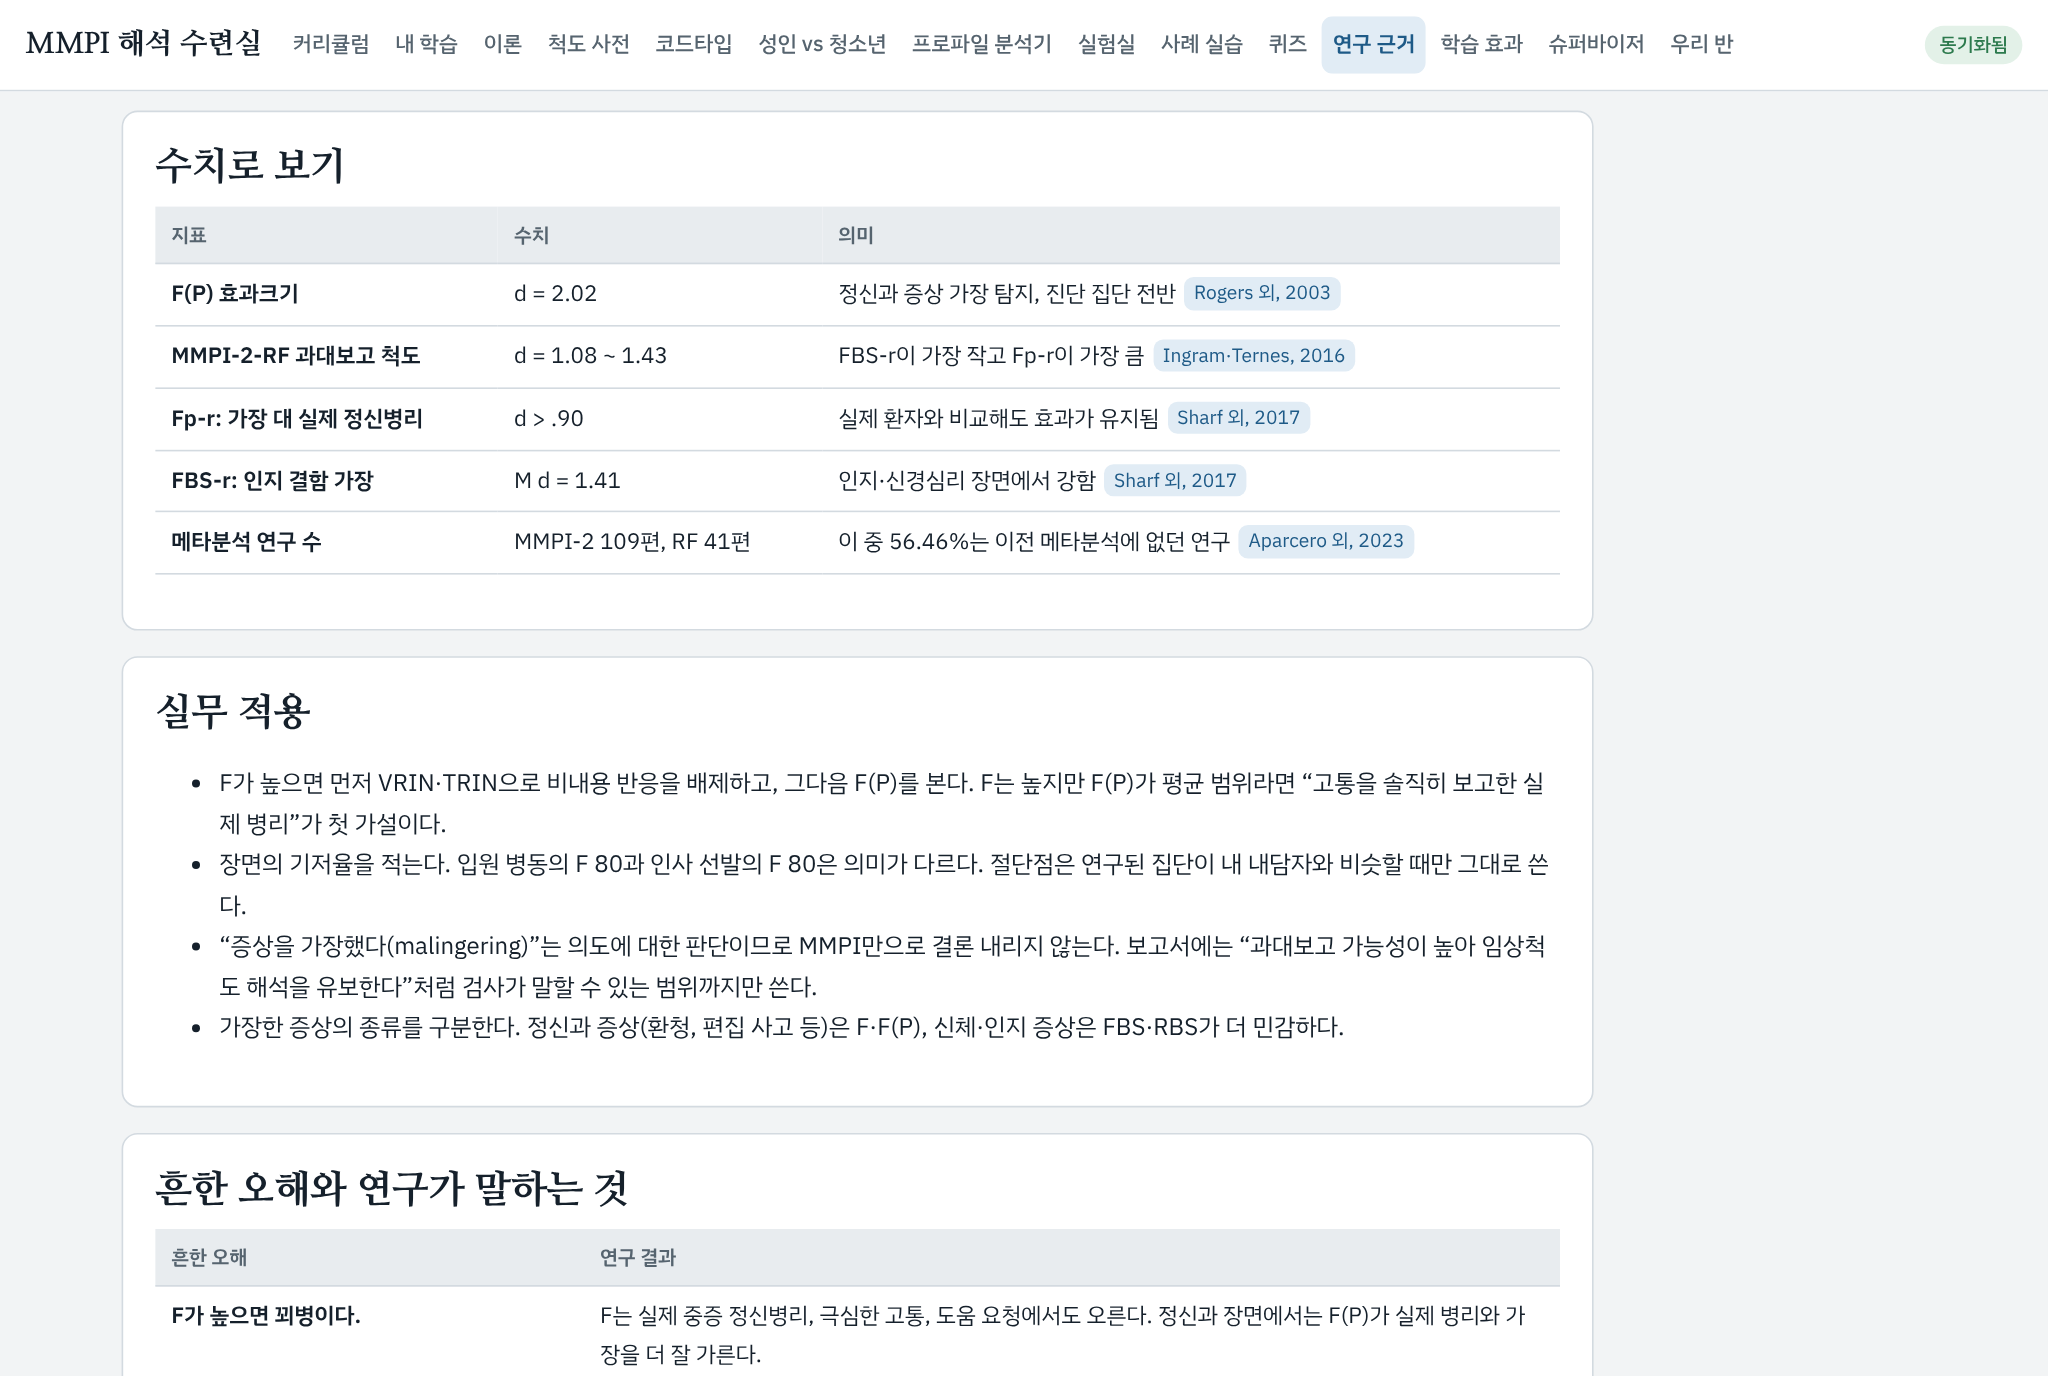 MMPI 해석 수련실 커리큘럼 내 학습 이론 척도 사전 코드타입 성인 vs 청소년 프로파일 분석기 실험실 사례 실습 퀴즈 연구 근거 학습 효과 슈퍼바이저 우리 반 동기화됨
수치로 보기
지표 수치 의미
F(P) 효과크기 d = 2.02 정신과 증상 가장 탐지, 진단 집단 전반 Rogers 외, 2003
MMPI-2-RF 과대보고 척도 d = 1.08 ~ 1.43 FBS-r이 가장 작고 Fp-r이 가장 큼 Ingram·Ternes, 2016
Fp-r: 가장 대 실제 정신병리 d > .90 실제 환자와 비교해도 효과가 유지됨 Sharf 외, 2017
FBS-r: 인지 결함 가장 M d = 1.41 인지·신경심리 장면에서 강함 Sharf 외, 2017
메타분석 연구 수 MMPI-2 109편, RF 41편 이 중 56.46%는 이전 메타분석에 없던 연구 Aparcero 외, 2023
실무 적용
• F가 높으면 먼저 VRIN·TRIN으로 비내용 반응을 배제하고, 그다음 F(P)를 본다. F는 높지만 F(P)가 평균 범위라면 “고통을 솔직히 보고한 실
제 병리”가 첫 가설이다.
• 장면의 기저율을 적는다. 입원 병동의 F 80과 인사 선발의 F 80은 의미가 다르다. 절단점은 연구된 집단이 내 내담자와 비슷할 때만 그대로 쓴
다.
• “증상을 가장했다(malingering)”는 의도에 대한 판단이므로 MMPI만으로 결론 내리지 않는다. 보고서에는 “과대보고 가능성이 높아 임상척
도 해석을 유보한다”처럼 검사가 말할 수 있는 범위까지만 쓴다.
• 가장한 증상의 종류를 구분한다. 정신과 증상(환청, 편집 사고 등)은 F·F(P), 신체·인지 증상은 FBS·RBS가 더 민감하다.
흔한 오해와 연구가 말하는 것
흔한 오해 연구 결과
F가 높으면 꾀병이다. F는 실제 중증 정신병리, 극심한 고통, 도움 요청에서도 오른다. 정신과 장면에서는 F(P)가 실제 병리와 가
장을 더 잘 가른다.